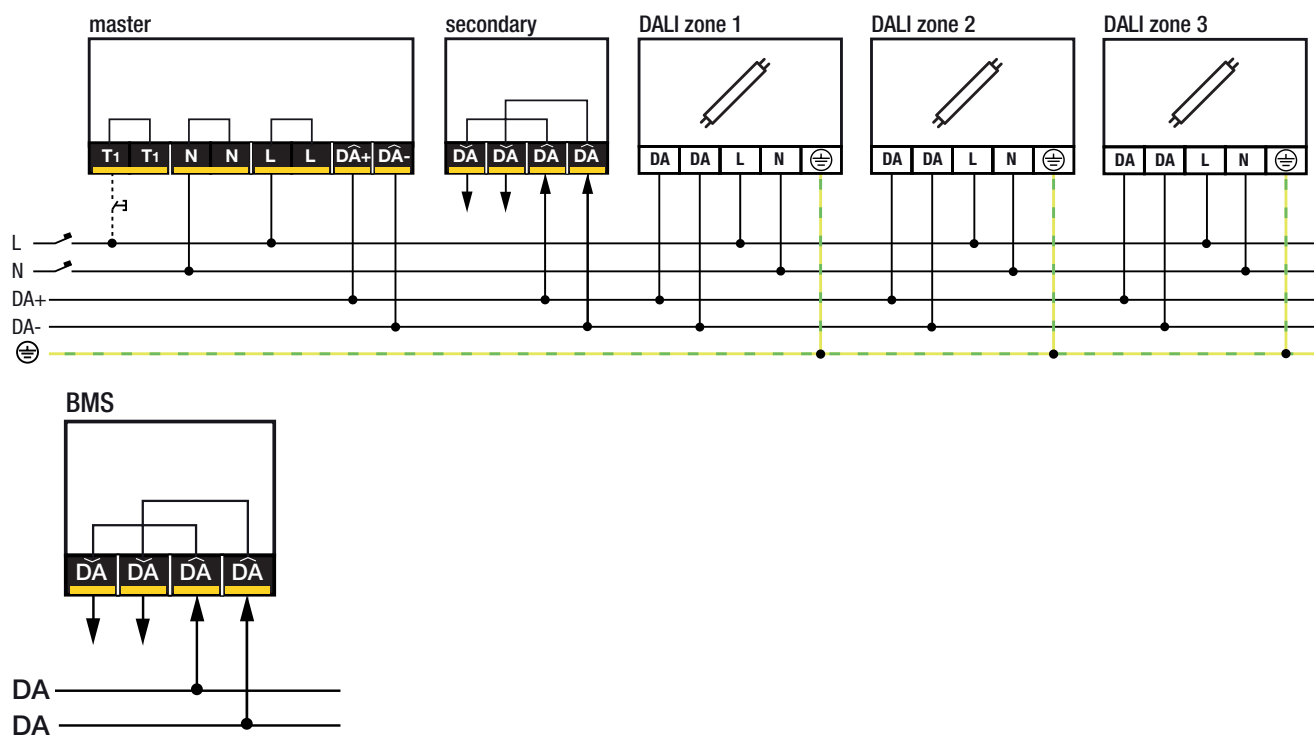 master secondary DALI zone 1 DALI zone 2 DALI zone 3
T1 T1 N N L L DA+ DA- DA DA DA DA DA DA L N DA DA L N DA DA L N
L
N
DA+
DA-
BMS
DA DA DA DA
DA
DA